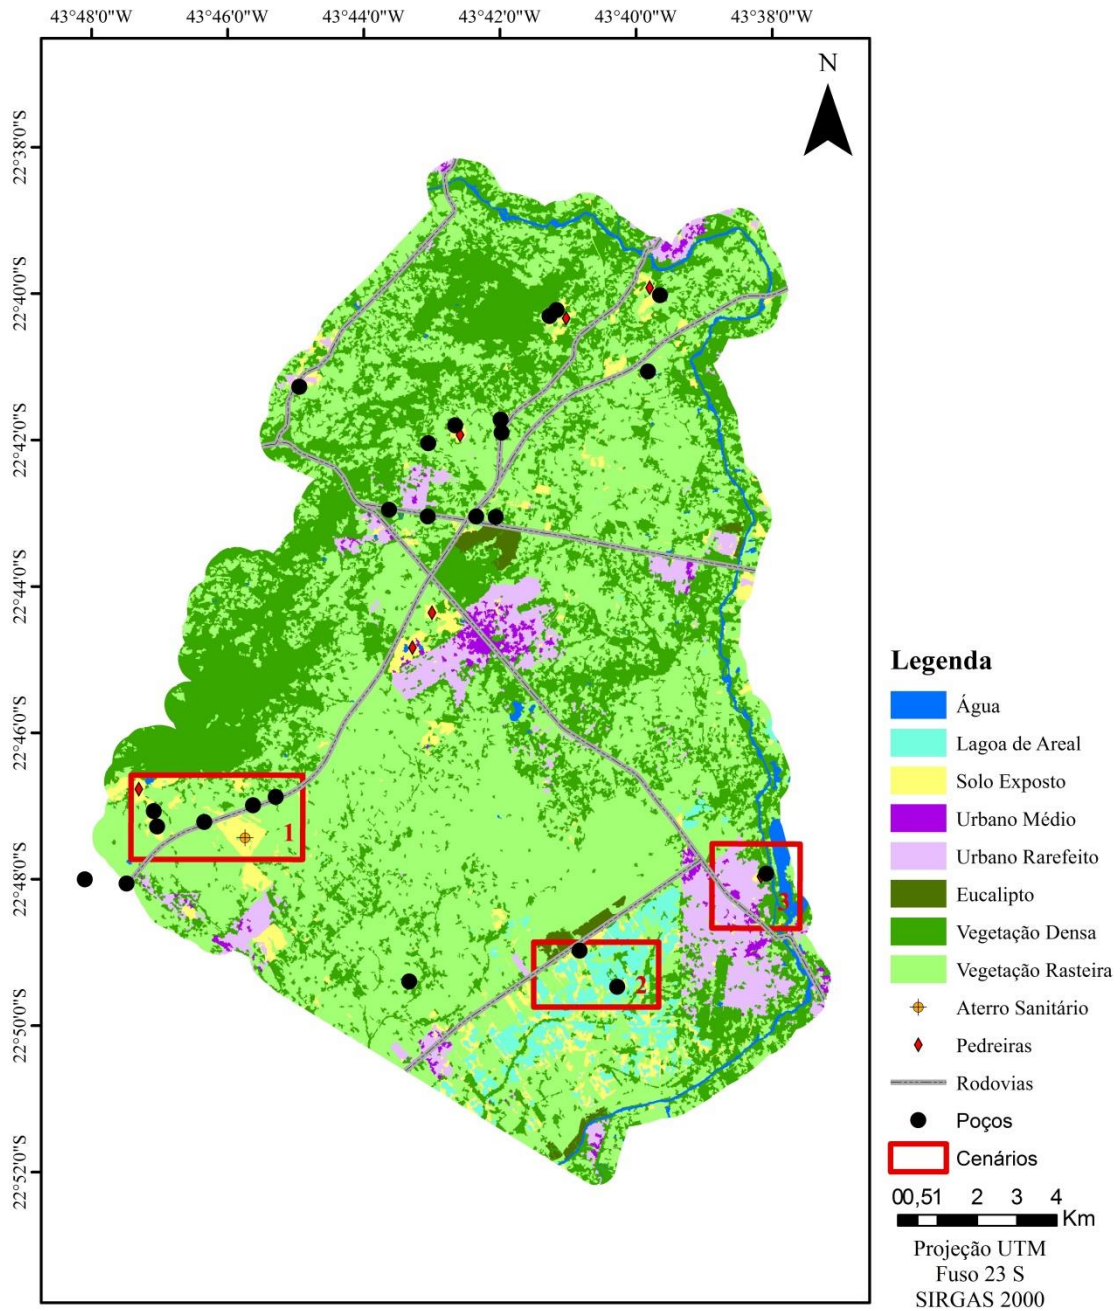 43°48'0"W 43°46'0"W 43°44'0"W 43°42'0"W 43°40'0"W 43°38'0"W
N
22°38'0"S
22°40'0"S
22°42'0"S
22°44'0"S
22°46'0"S
22°48'0"S
22°50'0"S
22°52'0"S
1
2
3
Legenda
Água
Lagoa de Areal
Solo Exposto
Urbano Médio
Urbano Rarefeito
Eucalipto
Vegetação Densa
Vegetação Rasteira
Aterro Sanitário
Pedreiras
Rodovias
Poços
Cenários
00,51 2 3 4
Km
Projeção UTM
Fuso 23 S
SIRGAS 2000